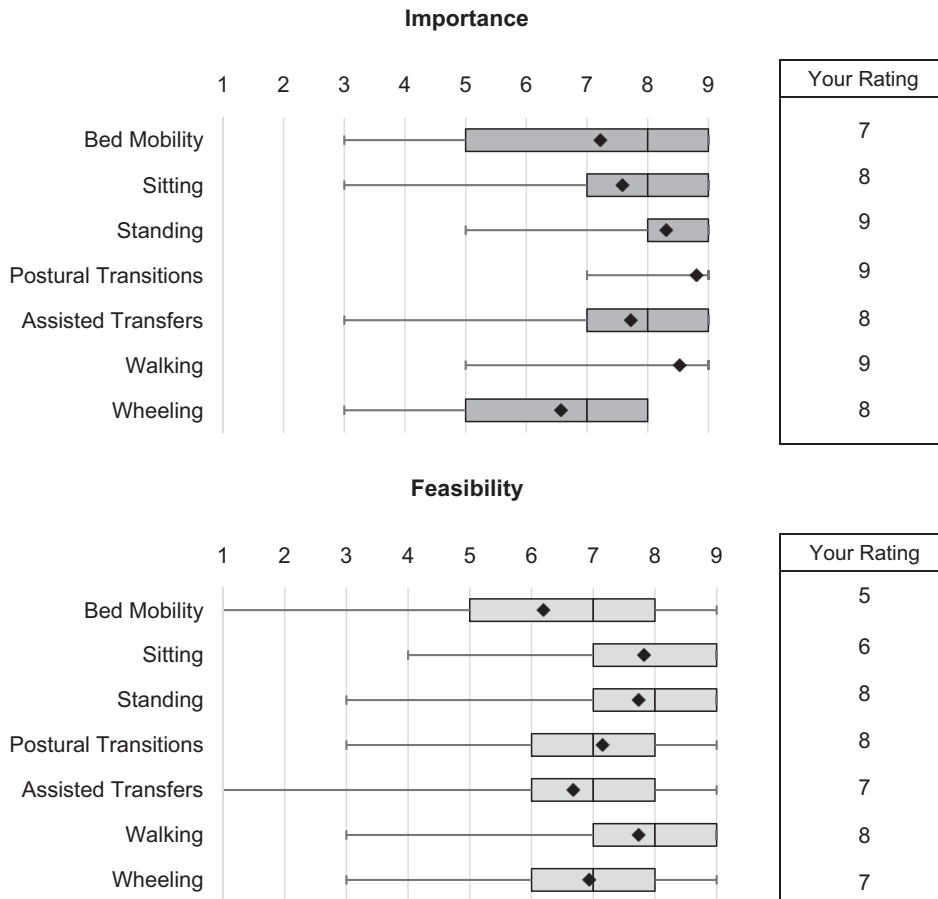 Importance
1 2 3 4 5 6 7 8 9
Your Rating
Bed Mobility 7
Sitting 8
Standing 9
Postural Transitions 9
Assisted Transfers 8
Walking 9
Wheeling 8
Feasibility
1 2 3 4 5 6 7 8 9
Your Rating
Bed Mobility 5
Sitting 6
Standing 8
Postural Transitions 8
Assisted Transfers 7
Walking 8
Wheeling 7